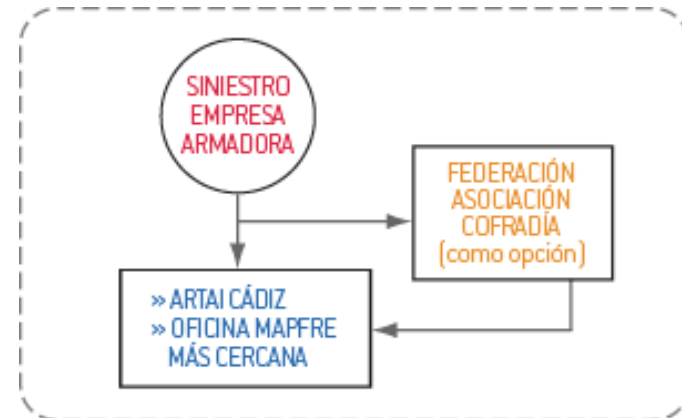 SINIESTRO
EMPRESA
ARMADORA
FEDERACIÓN
ASOCIACIÓN
COFRADÍA
(como opción)
» ARTAI CÁDIZ
» OFICINA MAPFRE
MÁS CERCANA